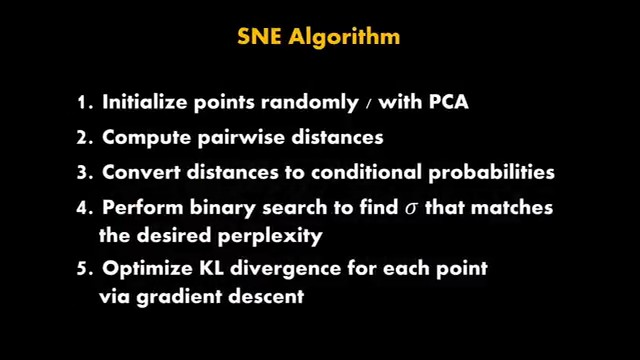 SNE Algorithm
1. Initialize points randomly / with PCA
2. Compute pairwise distances
3. Convert distances to conditional probabilities
4. Perform binary search to find σ that matches
the desired perplexity
5. Optimize KL divergence for each point
via gradient descent